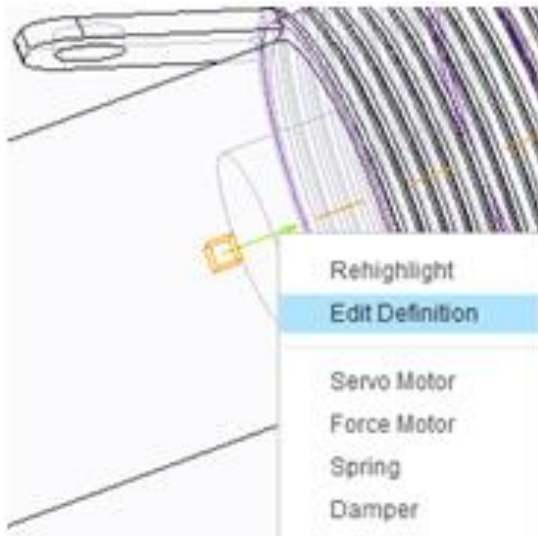 Rehighlight
Edit Definition
Servo Motor
Force Motor
Spring
Damper